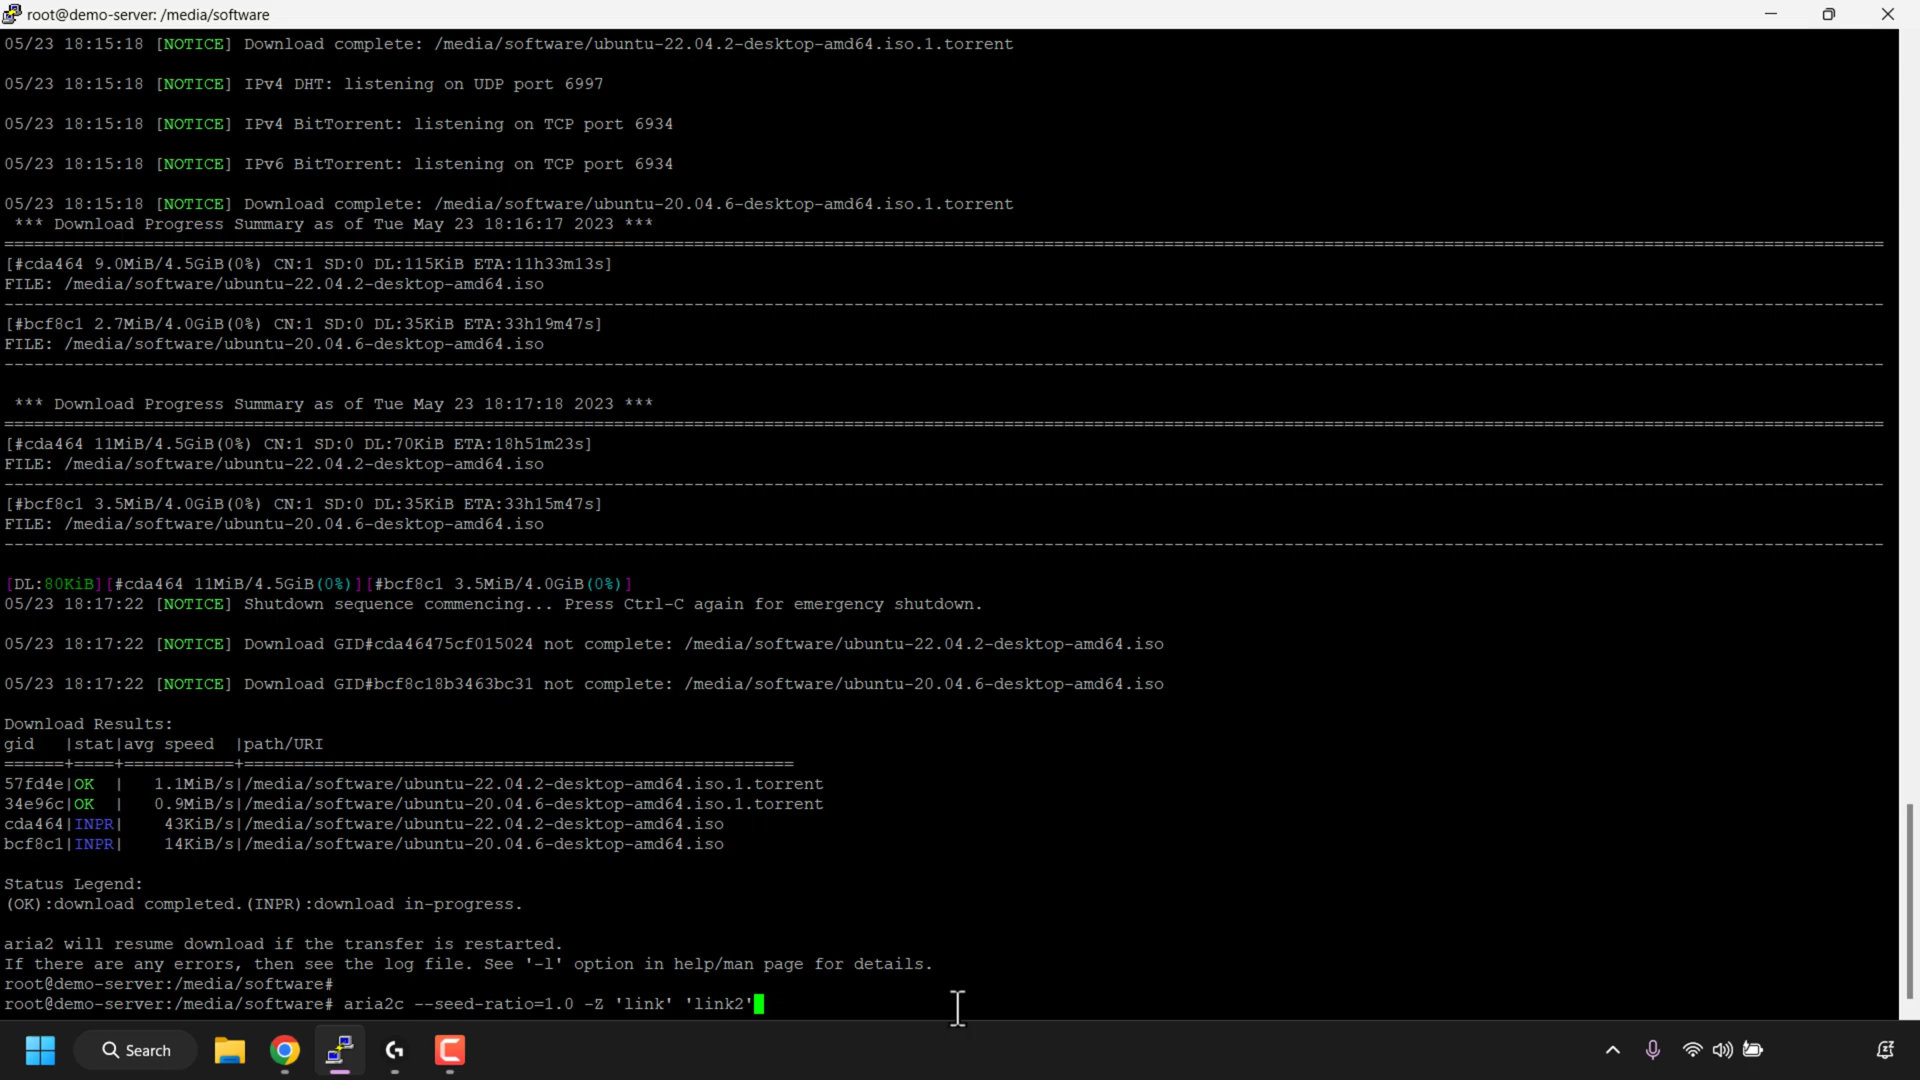 root@demo-server: /media/software
05/23 18:15:18 [NOTICE] Download complete: /media/software/ubuntu-22.04.2-desktop-amd64.iso.1.torrent
05/23 18:15:18 [NOTICE] IPv4 DHT: listening on UDP port 6997
05/23 18:15:18 [NOTICE] IPv4 BitTorrent: listening on TCP port 6934
05/23 18:15:18 [NOTICE] IPv6 BitTorrent: listening on TCP port 6934
05/23 18:15:18 [NOTICE] Download complete: /media/software/ubuntu-20.04.6-desktop-amd64.iso.1.torrent
*** Download Progress Summary as of Tue May 23 18:16:17 2023 ***
[#cda464 9.0MiB/4.5GiB(0%) CN:1 SD:0 DL:115KiB ETA:11h33m13s]
FILE: /media/software/ubuntu-22.04.2-desktop-amd64.iso
[#bcf8c1 2.7MiB/4.0GiB(0%) CN:1 SD:0 DL:35KiB ETA:33h19m47s]
FILE: /media/software/ubuntu-20.04.6-desktop-amd64.iso
*** Download Progress Summary as of Tue May 23 18:17:18 2023 ***
[#cda464 11MiB/4.5GiB(0%) CN:1 SD:0 DL:70KiB ETA:18h51m23s]
FILE: /media/software/ubuntu-22.04.2-desktop-amd64.iso
[#bcf8c1 3.5MiB/4.0GiB(0%) CN:1 SD:0 DL:35KiB ETA:33h15m47s]
FILE: /media/software/ubuntu-20.04.6-desktop-amd64.iso
[DL:80KiB][#cda464 11MiB/4.5GiB(0%)][#bcf8c1 3.5MiB/4.0GiB(0%)]
05/23 18:17:22 [NOTICE] Shutdown sequence commencing... Press Ctrl-C again for emergency shutdown.
05/23 18:17:22 [NOTICE] Download GID#cda46475cf015024 not complete: /media/software/ubuntu-22.04.2-desktop-amd64.iso
05/23 18:17:22 [NOTICE] Download GID#bcf8c18b3463bc31 not complete: /media/software/ubuntu-20.04.6-desktop-amd64.iso
Download Results:
gid   |stat|avg speed  |path/URI
======+====+===========+=======================================================
57fd4e|OK  |   1.1MiB/s|/media/software/ubuntu-22.04.2-desktop-amd64.iso.1.torrent
34e96c|OK  |   0.9MiB/s|/media/software/ubuntu-20.04.6-desktop-amd64.iso.1.torrent
cda464|INPR|    43KiB/s|/media/software/ubuntu-22.04.2-desktop-amd64.iso
bcf8c1|INPR|    14KiB/s|/media/software/ubuntu-20.04.6-desktop-amd64.iso
Status Legend:
(OK):download completed.(INPR):download in-progress.
aria2 will resume download if the transfer is restarted.
If there are any errors, then see the log file. See '-l' option in help/man page for details.
root@demo-server:/media/software#
root@demo-server:/media/software# aria2c --seed-ratio=1.0 -Z 'link' 'link2'
Search